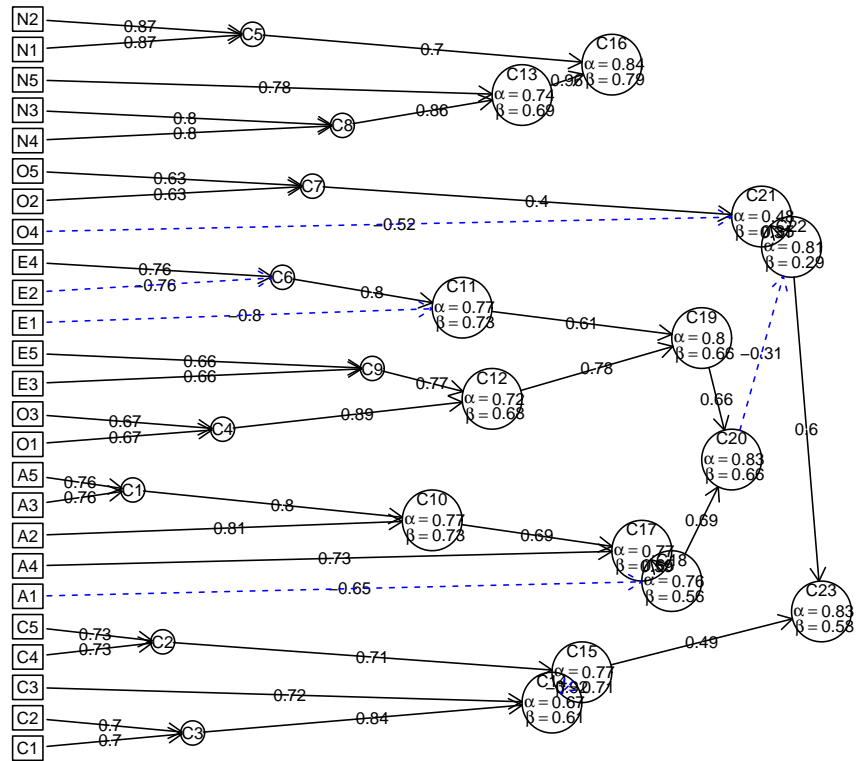 N2
0.87
N1
0.87
C5
0.7
C16
α = 0.84
β = 0.79
N5
0.78
C13
α = 0.74
β = 0.69
0.96
N3
0.8
N4
0.8
C8
0.86
O5
0.63
O2
0.63
C7
0.4
C21
α = 0.48
O4
−0.52
C22
α = 0.81
β = 0.29
E4
0.76
E2
−0.76
C6
0.8
C11
α = 0.77
β = 0.73
E1
−0.8
0.61
C19
α = 0.8
β = 0.66
−0.31
E5
0.66
E3
0.66
C9
0.77
C12
α = 0.72
β = 0.68
0.78
O3
0.67
O1
0.67
C4
0.89
0.66
0.6
C20
α = 0.83
β = 0.66
A5
0.76
A3
0.76
C1
0.8
C10
α = 0.77
β = 0.73
A2
0.81
0.69
0.69
C17
α = 0.77
A4
0.73
C18
α = 0.76
β = 0.56
A1
−0.65
C23
α = 0.83
β = 0.58
C5
0.73
C4
0.73
C2
0.71
C15
α = 0.77
0.49
C3
0.72
α = 0.67
β = 0.61
C2
0.7
C1
0.7
C3
0.84